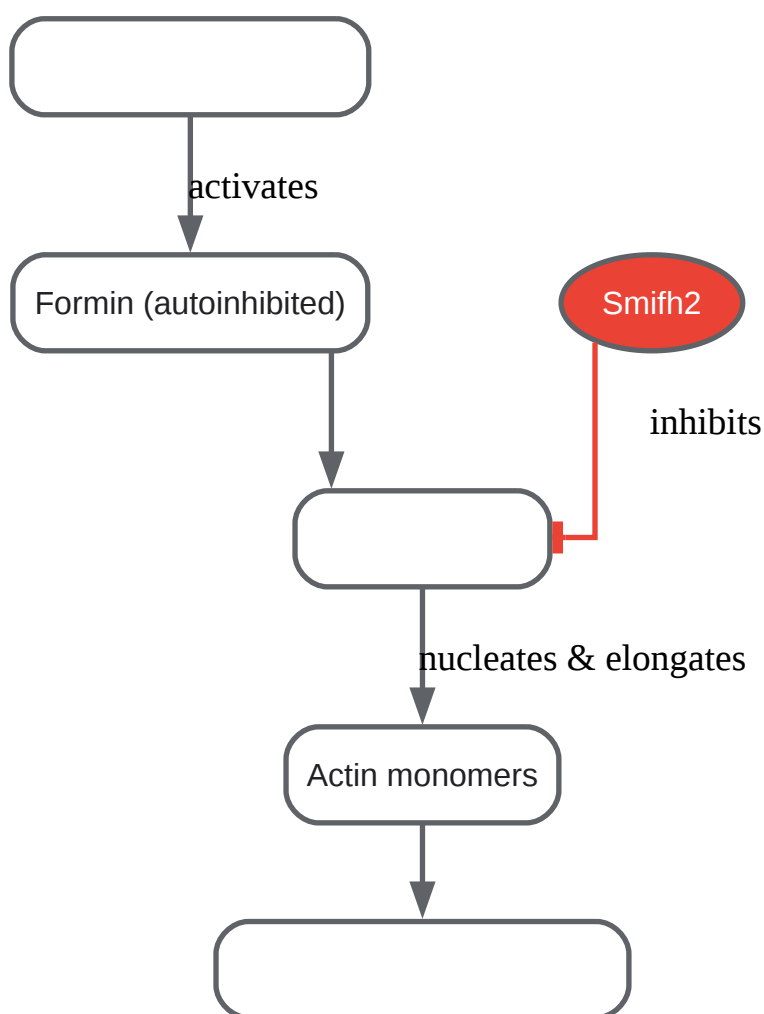 activates
Formin (autoinhibited)
Smifh2
inhibits
nucleates & elongates
Actin monomers